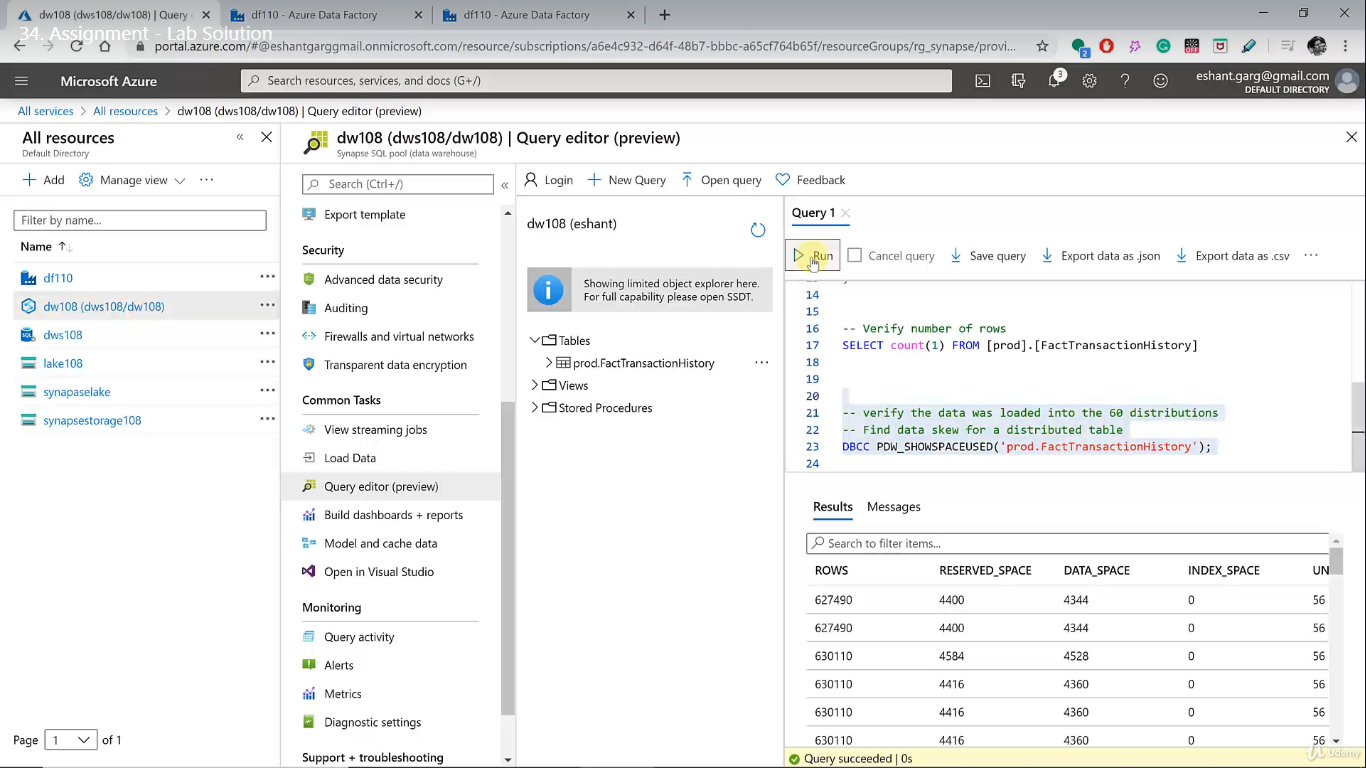 dw108 (dws108/dw108) | Query
df110 - Azure Data Factory
df110 - Azure Data Factory
34. Assignment - Lab Solution
portal.azure.com/#@eshantgarggmail.onmicrosoft.com/resource/subscriptions/a6e4c932-d64f-48b7-bbbc-a65cf764b65f/resourceGroups/rg_synapse/provi...
2
OFF
Microsoft Azure
Search resources, services, and docs (G+/)
3
eshant.garg@gmail.com
DEFAULT DIRECTORY
All services > All resources > dw108 (dws108/dw108) | Query editor (preview)
All resources
Default Directory
Add
Manage view
Filter by name...
Name
df110
dw108 (dws108/dw108)
dws108
lake108
synapaselake
synapsestorage108
Page 1 of 1
dw108 (dws108/dw108) | Query editor (preview)
Synapse SQL pool (data warehouse)
Search (Ctrl+/)
Export template
Security
Advanced data security
Auditing
Firewalls and virtual networks
Transparent data encryption
Common Tasks
View streaming jobs
Load Data
Query editor (preview)
Build dashboards + reports
Model and cache data
Open in Visual Studio
Monitoring
Query activity
Alerts
Metrics
Diagnostic settings
Support + troubleshooting
Login
New Query
Open query
Feedback
dw108 (eshant)
Showing limited object explorer here.
For full capability please open SSDT.
Tables
prod.FactTransactionHistory
Views
Stored Procedures
Query 1
Run
Cancel query
Save query
Export data as .json
Export data as .csv
14
15
16 -- Verify number of rows
17 SELECT count(1) FROM [prod].[FactTransactionHistory]
18
19
20
21 -- verify the data was loaded into the 60 distributions
22 -- Find data skew for a distributed table
23 DBCC PDW_SHOWSPACEUSED('prod.FactTransactionHistory');
24
Results
Messages
Search to filter items...
ROWS RESERVED_SPACE DATA_SPACE INDEX_SPACE UN
627490 4400 4344 0 56
627490 4400 4344 0 56
630110 4584 4528 0 56
630110 4416 4360 0 56
630110 4416 4360 0 56
630110 4416 4360 0 56
Query succeeded | 0s
Udemy